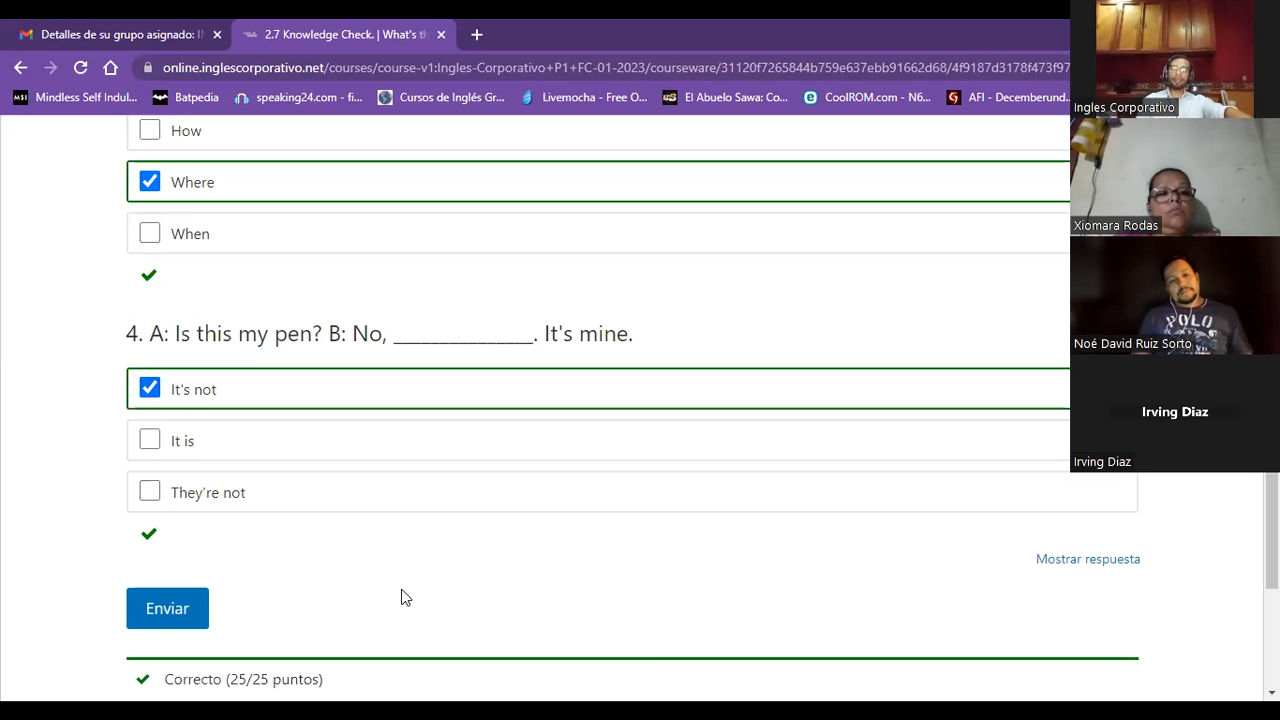 Detalles de su grupo asignado: II
2.7 Knowledge Check. | What's th
online.inglescorporativo.net/courses/course-v1:Ingles-Corporativo+P1+FC-01-2023/courseware/31120f7265844b759e637ebb9162d68/4f9187d3178f473f97
Mindless Self Indul...
Batpedia
speaking24.com - fi...
Cursos de Inglés Gr...
Livemocha - Free O...
El Abuelo Sawa: Co...
CoolROM.com - N6...
AFI - Decemberund...
How
Where
When
4. A: Is this my pen? B: No, ______________. It's mine.
It's not
It is
They're not
Mostrar respuesta
Enviar
Correcto (25/25 puntos)
Ingles Corporativo
Xiomara Rodas
POLO
Noé David Ruiz Sorto
Irving Diaz
Irving Diaz